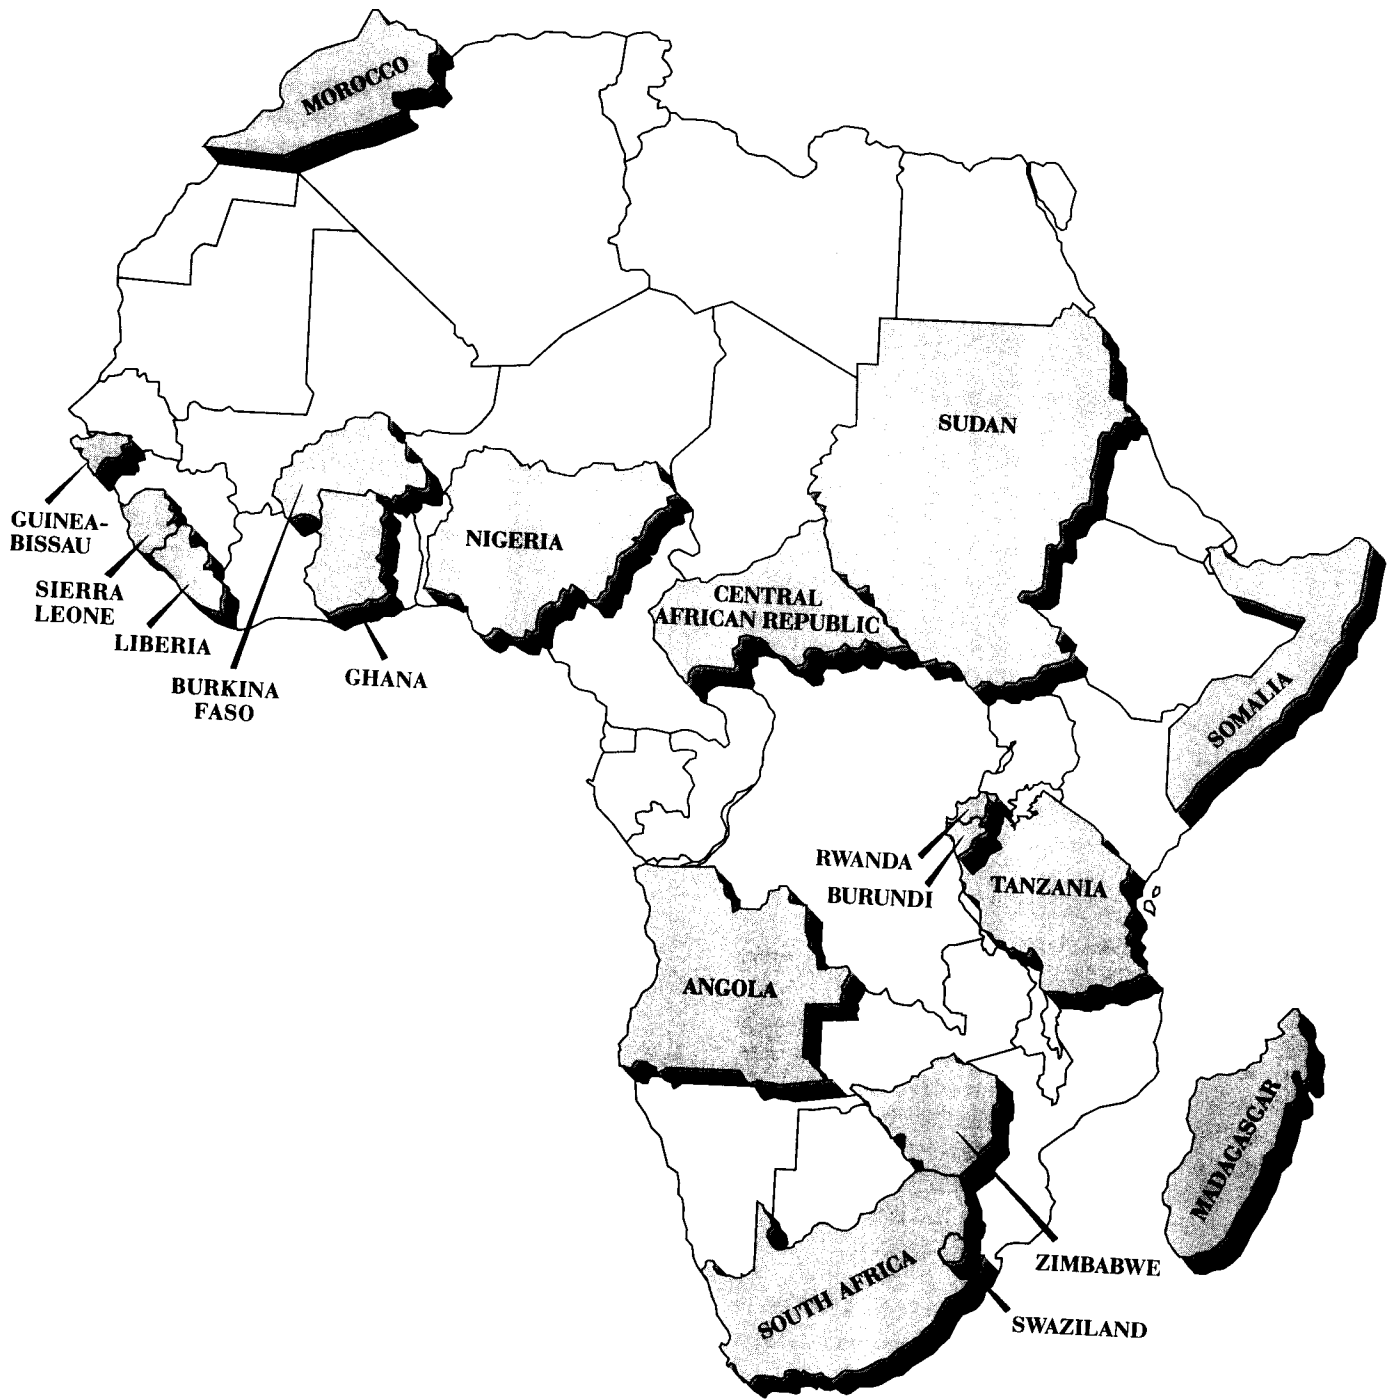 MOROCCO
SUDAN
GUINEA-
BISSAU
NIGERIA
SIERRA
LEONE
CENTRAL
AFRICAN REPUBLIC
LIBERIA
BURKINA
FASO
GHANA
SOMALIA
RWANDA
BURUNDI
TANZANIA
ANGOLA
MADAGASCAR
ZIMBABWE
SOUTH AFRICA
SWAZILAND